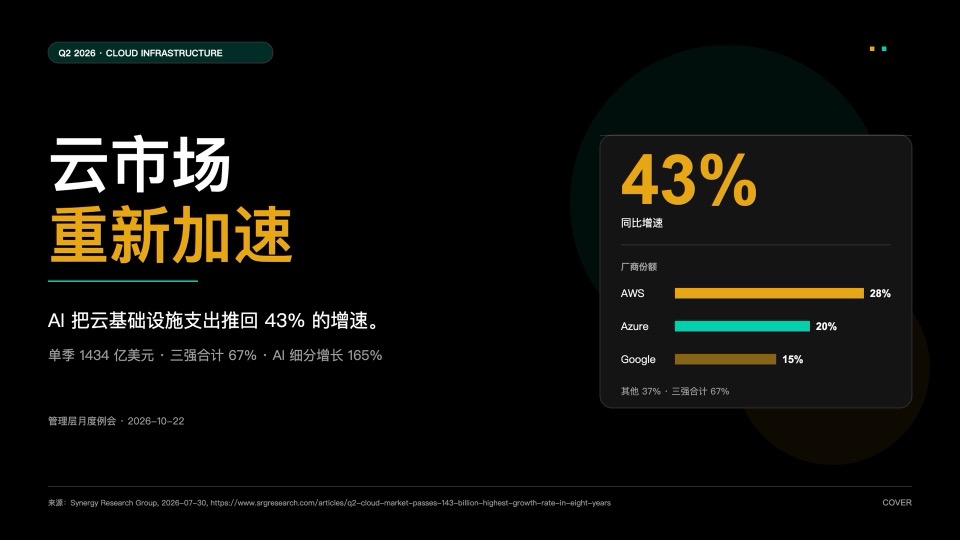 Q2 2026 · CLOUD INFRASTRUCTURE
云市场
重新加速
AI 把云基础设施支出推回 43% 的增速。
单季 1434 亿美元 · 三强合计 67% · AI 细分增长 165%
管理层月度例会 · 2026-10-22
43%
同比增速
厂商份额
AWS 28%
Azure 20%
Google 15%
其他 37% · 三强合计 67%
来源：Synergy Research Group, 2026-07-30, https://www.srgresearch.com/articles/q2-cloud-market-passes-143-billion-highest-growth-rate-in-eight-years
COVER